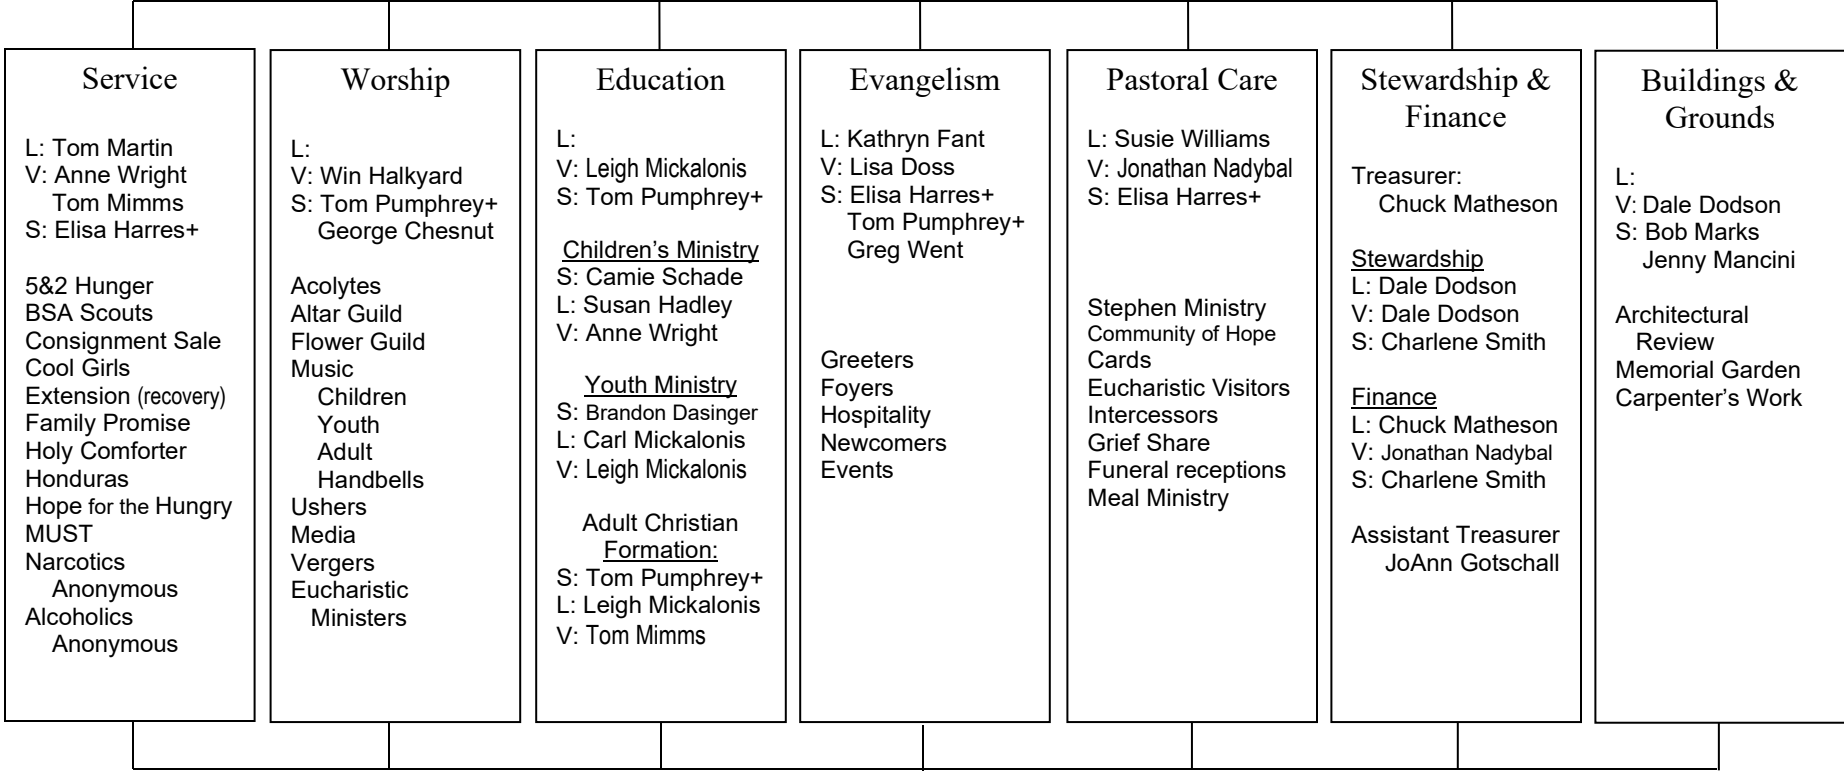 Service
L: Tom Martin
V: Anne Wright
Tom Mimms
S: Elisa Harres+
5&2 Hunger
BSA Scouts
Consignment Sale
Cool Girls
Extension (recovery)
Family Promise
Holy Comforter
Honduras
Hope for the Hungry
MUST
Narcotics
Anonymous
Alcoholics
Anonymous
Worship
L:
V: Win Halkyard
S: Tom Pumphrey+
George Chesnut
Acolytes
Altar Guild
Flower Guild
Music
Children
Youth
Adult
Handbells
Ushers
Media
Vergers
Eucharistic
Ministers
Education
L:
V: Leigh Mickalonis
S: Tom Pumphrey+
Children’s Ministry
S: Camie Schade
L: Susan Hadley
V: Anne Wright
Youth Ministry
S: Brandon Dasinger
L: Carl Mickalonis
V: Leigh Mickalonis
Adult Christian
Formation:
S: Tom Pumphrey+
L: Leigh Mickalonis
V: Tom Mimms
Evangelism
L: Kathryn Fant
V: Lisa Doss
S: Elisa Harres+
Tom Pumphrey+
Greg Went
Greeters
Foyers
Hospitality
Newcomers
Events
Pastoral Care
L: Susie Williams
V: Jonathan Nadybal
S: Elisa Harres+
Stephen Ministry
Community of Hope
Cards
Eucharistic Visitors
Intercessors
Grief Share
Funeral receptions
Meal Ministry
Stewardship &
Finance
Treasurer:
Chuck Matheson
Stewardship
L: Dale Dodson
V: Dale Dodson
S: Charlene Smith
Finance
L: Chuck Matheson
V: Jonathan Nadybal
S: Charlene Smith
Assistant Treasurer
JoAnn Gotschall
Buildings &
Grounds
L:
V: Dale Dodson
S: Bob Marks
Jenny Mancini
Architectural
Review
Memorial Garden
Carpenter’s Work